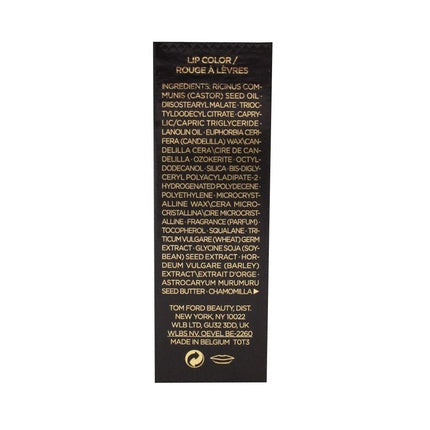 LIP COLOR /
ROUGE À LÈVRES
INGREDIENTS: RICINUS COM-
MUNIS (CASTOR) SEED OIL •
DIISOSTEARYL MALATE • TRIOC-
TYLDODECYL CITRATE • CAPRY-
LIC/CAPRIC TRIGLYCERIDE •
LANOLIN OIL • EUPHORBIA CERI-
FERA (CANDELILLA) WAX\CAN-
DELILLA CERA\CIRE DE CAN-
DELILLA • OZOKERITE • OCTYL-
DODECANOL • SILICA • BIS-DIGLY-
CERYL POLYACYLADIPATE-2 •
HYDROGENATED POLYDECENE •
POLYETHYLENE • MICROCRYST-
ALLINE WAX\CERA MICRO-
CRISTALLINA\CIRE MICROCRIST-
ALLINE • FRAGRANCE (PARFUM) •
TOCOPHEROL • SQUALANE • TRI-
TICUM VULGARE (WHEAT) GERM
EXTRACT • GLYCINE SOJA (SOY-
BEAN) SEED EXTRACT • HOR-
DEUM VULGARE (BARLEY)
EXTRACT\EXTRAIT D'ORGE •
ASTROCARYUM MURUMURU
SEED BUTTER • CHAMOMILLA ▶
TOM FORD BEAUTY, DIST.
NEW YORK, NY 10022
WLB LTD, GU32 3DD, UK
WLBS NV. OEVEL BE-2260
MADE IN BELGIUM T0T3